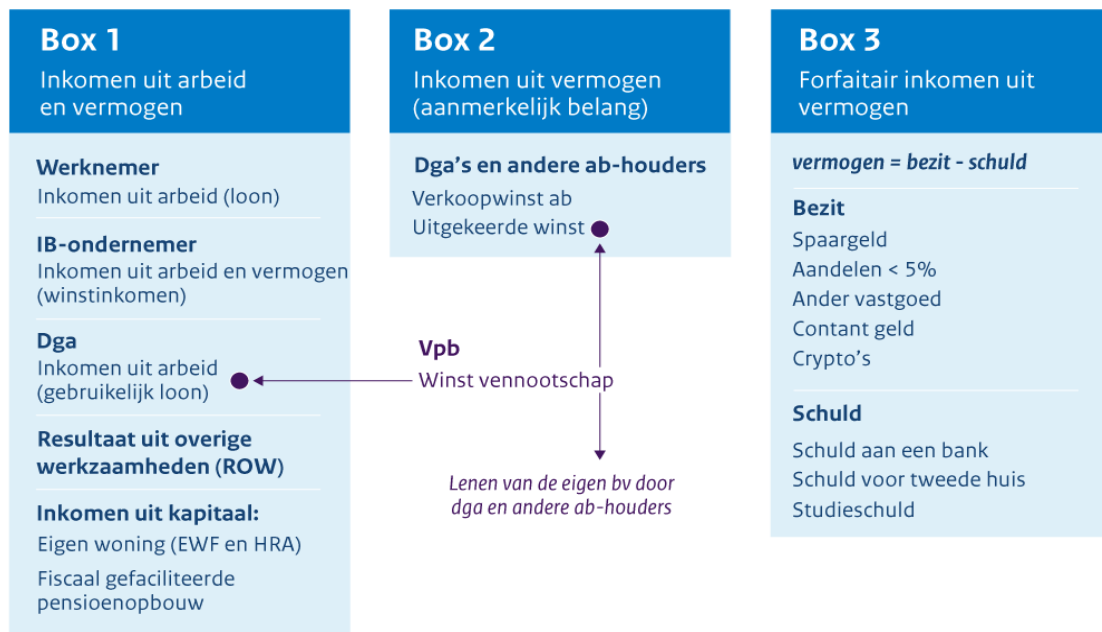 Box 1
Inkomen uit arbeid
en vermogen
Werknemer
Inkomen uit arbeid (loon)
IB-ondernemer
Inkomen uit arbeid en vermogen
(winstinkomen)
Dga
Inkomen uit arbeid
(gebruikelijk loon)
Resultaat uit overige
werkzaamheden (ROW)
Inkomen uit kapitaal:
Eigen woning (EWF en HRA)
Fiscaal gefaciliteerde
pensioenopbouw
Box 2
Inkomen uit vermogen
(aanmerkelijk belang)
Dga's en andere ab-houders
Verkoopwinst ab
Uitgekeerde winst
Vpb
Winst vennootschap
Lenen van de eigen bv door
dga en andere ab-houders
Box 3
Forfaitair inkomen uit
vermogen
vermogen = bezit - schuld
Bezit
Spaargeld
Aandelen < 5%
Ander vastgoed
Contant geld
Crypto's
Schuld
Schuld aan een bank
Schuld voor tweede huis
Studieschuld